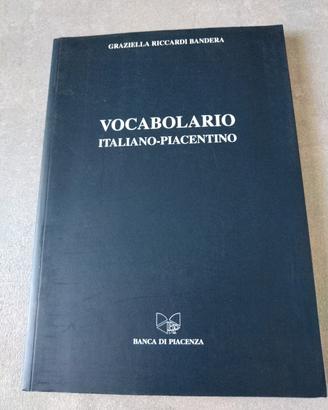 GRAZIELLA RICCARDI BANDERA
VOCABOLARIO
ITALIANO-PIACENTINO
BANCA DI PIACENZA